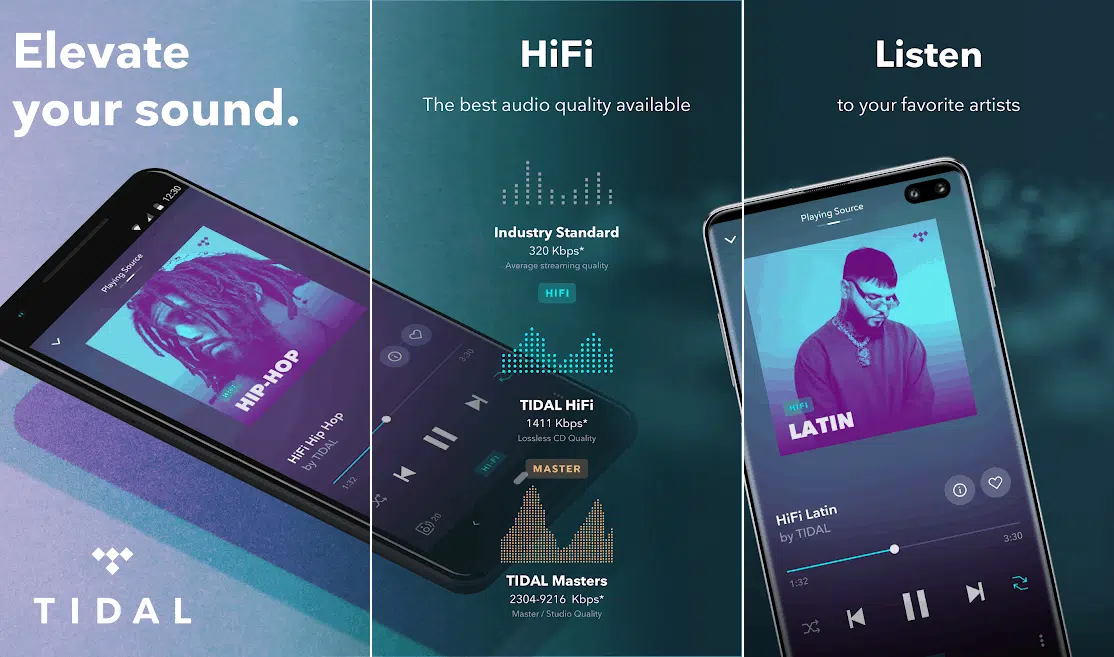 Elevate
your sound.
12:30
Playing Source
HIFI
HIP-HOP
HiFi Hip Hop
by TIDAL
1:32
3:30
HIFI
20
TIDAL
HiFi
The best audio quality available
Industry Standard
320 Kbps*
Average streaming quality
HIFI
TIDAL HiFi
1411 Kbps*
Lossless CD Quality
MASTER
TIDAL Masters
2304-9216 Kbps*
Master / Studio Quality
Listen
to your favorite artists
Playing Source
HIFI
LATIN
HiFi Latin
by TIDAL
1:32
3:30